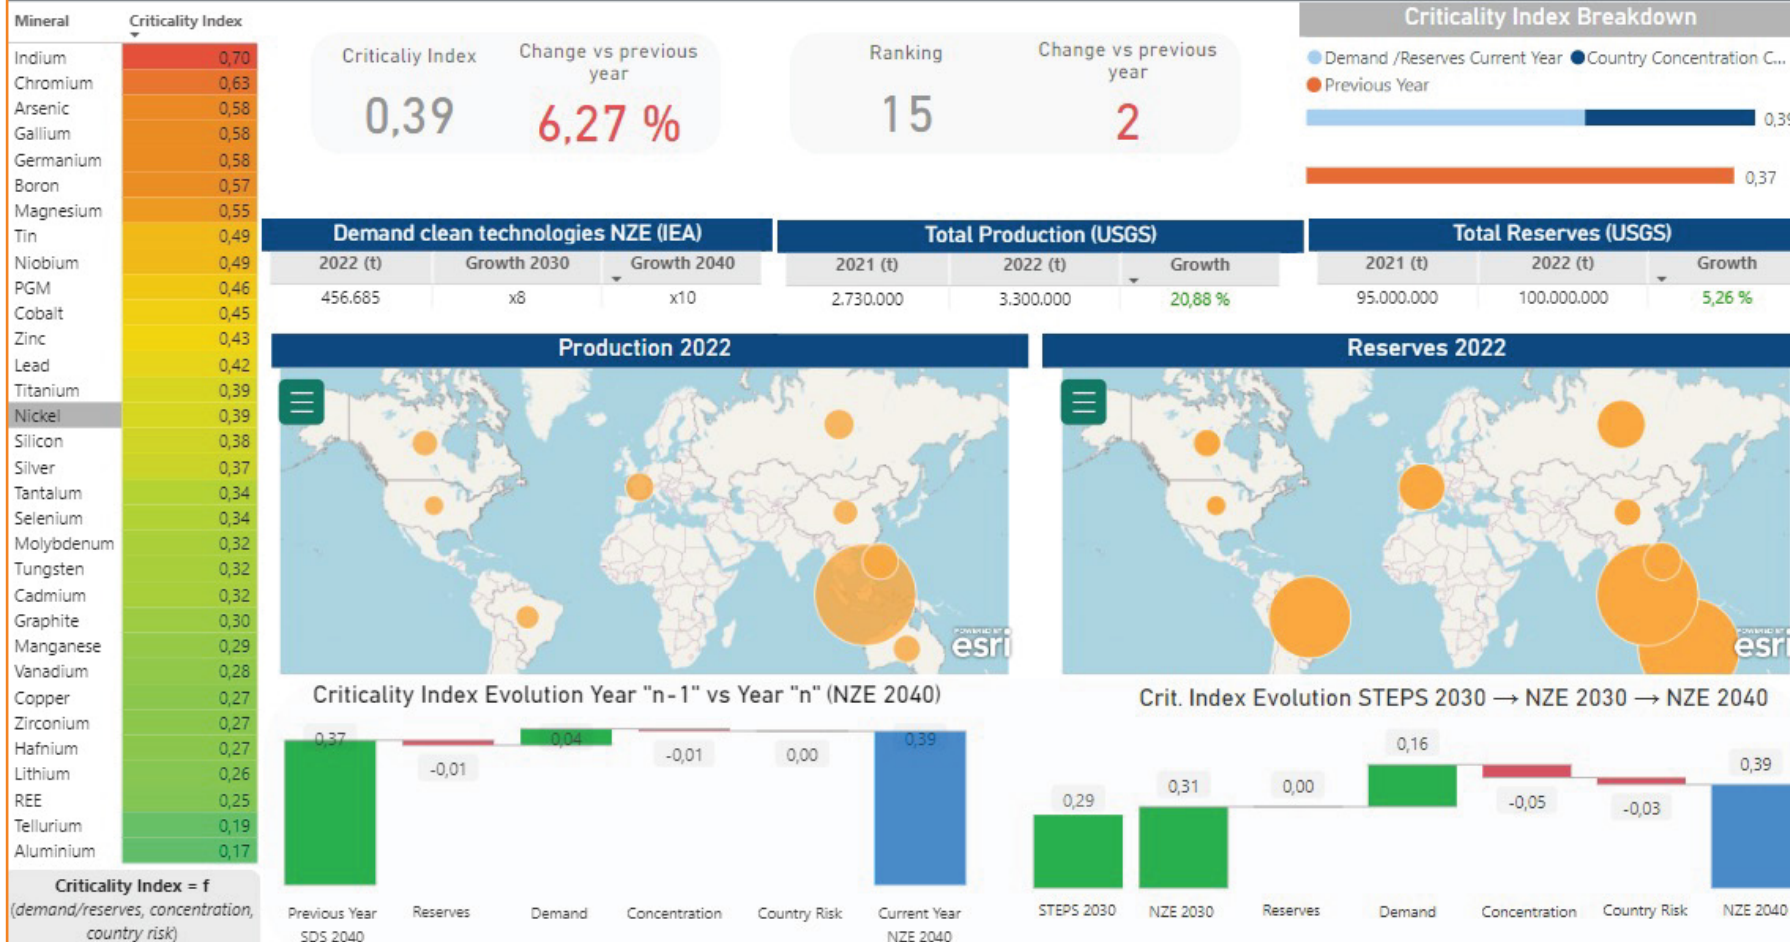 Mineral Criticality Index
Indium 0,70
Chromium 0,63
Arsenic 0,58
Gallium 0,58
Germanium 0,58
Boron 0,57
Magnesium 0,55
Tin 0,49
Niobium 0,49
PGM 0,46
Cobalt 0,45
Zinc 0,43
Lead 0,42
Titanium 0,39
Nickel 0,39
Silicon 0,38
Silver 0,37
Tantalum 0,34
Selenium 0,34
Molybdenum 0,32
Tungsten 0,32
Cadmium 0,32
Graphite 0,30
Manganese 0,29
Vanadium 0,28
Copper 0,27
Zirconium 0,27
Hafnium 0,27
Lithium 0,26
REE 0,25
Tellurium 0,19
Aluminium 0,17
Criticality Index = f
(demand/reserves, concentration,
country risk)
Criticaliy Index
0,39
Change vs previous
year
6,27 %
Ranking
15
Change vs previous
year
2
Criticality Index Breakdown
Demand /Reserves Current Year Country Concentration C...
Previous Year
0,39
0,37
Demand clean technologies NZE (IEA)
2022 (t) Growth 2030 Growth 2040
456.685 x8 x10
Total Production (USGS)
2021 (t) 2022 (t) Growth
2.730.000 3.300.000 20,88 %
Total Reserves (USGS)
2021 (t) 2022 (t) Growth
95.000.000 100.000.000 5,26 %
Production 2022
POWERED BY
esri
Reserves 2022
POWERED BY
esri
Criticality Index Evolution Year "n-1" vs Year "n" (NZE 2040)
0,37 -0,01 0,04 -0,01 0,00 0,39
Previous Year Reserves Demand Concentration Country Risk Current Year
SDS 2040 NZE 2040
Crit. Index Evolution STEPS 2030 → NZE 2030 → NZE 2040
0,29 0,31 0,00 0,16 -0,05 -0,03 0,39
STEPS 2030 NZE 2030 Reserves Demand Concentration Country Risk NZE 2040